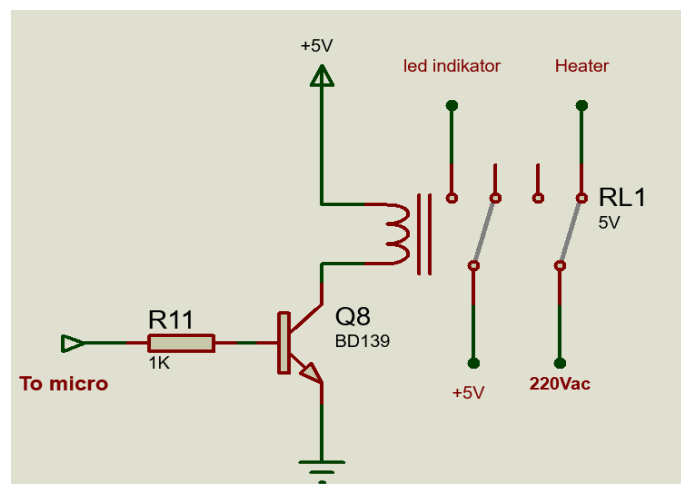 +5V
led indikator
Heater
RL1
5V
R11
1K
Q8
BD139
To micro
+5V
220Vac